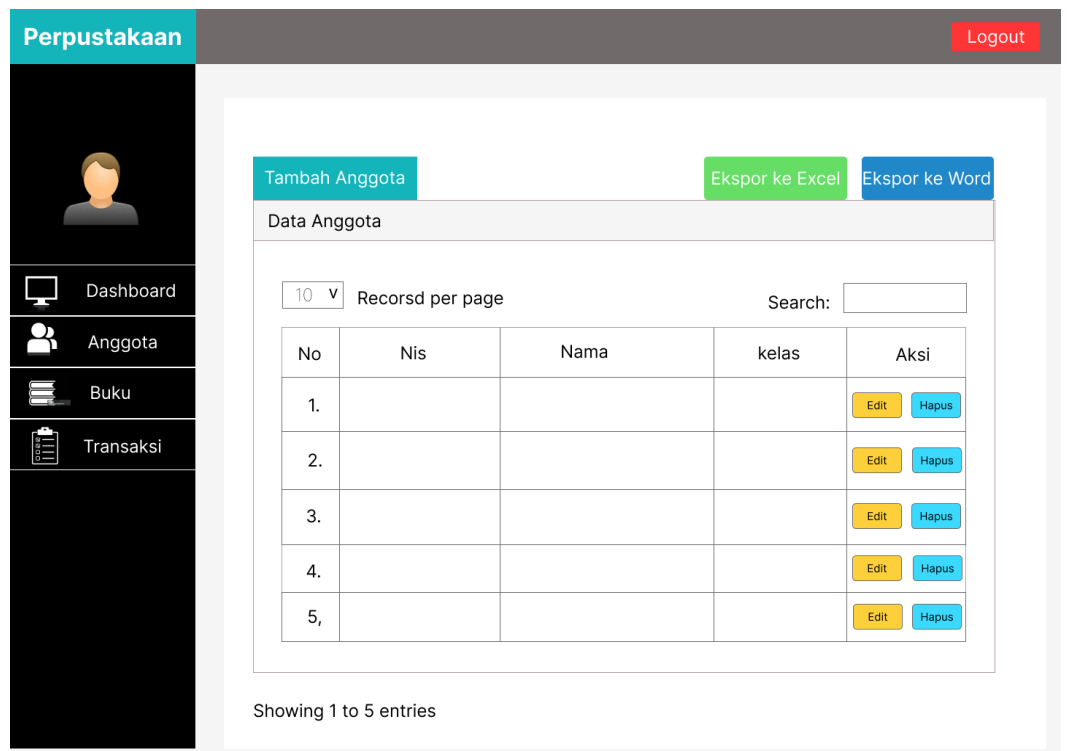 Perpustakaan
Logout
Tambah Anggota
Ekspor ke Excel
Ekspor ke Word
Data Anggota
Dashboard
Anggota
Buku
Transaksi
10 v Recorsd per page
Search:
No Nis Nama kelas Aksi
1. Edit Hapus
2. Edit Hapus
3. Edit Hapus
4. Edit Hapus
5, Edit Hapus
Showing 1 to 5 entries